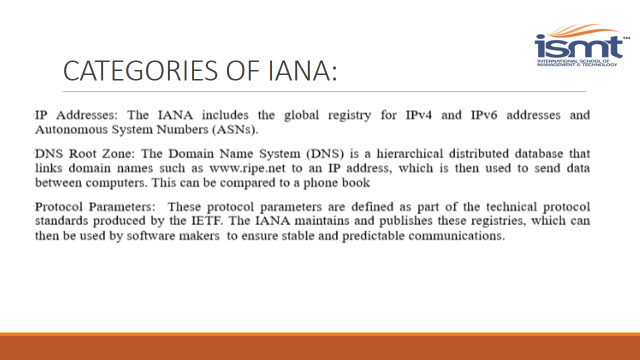 ismt™
INTERNATIONAL SCHOOL OF
MANAGEMENT & TECHNOLOGY
CATEGORIES OF IANA:
IP Addresses: The IANA includes the global registry for IPv4 and IPv6 addresses and
Autonomous System Numbers (ASNs).
DNS Root Zone: The Domain Name System (DNS) is a hierarchical distributed database that
links domain names such as www.ripe.net to an IP address, which is then used to send data
between computers. This can be compared to a phone book
Protocol Parameters: These protocol parameters are defined as part of the technical protocol
standards produced by the IETF. The IANA maintains and publishes these registries, which can
then be used by software makers to ensure stable and predictable communications.